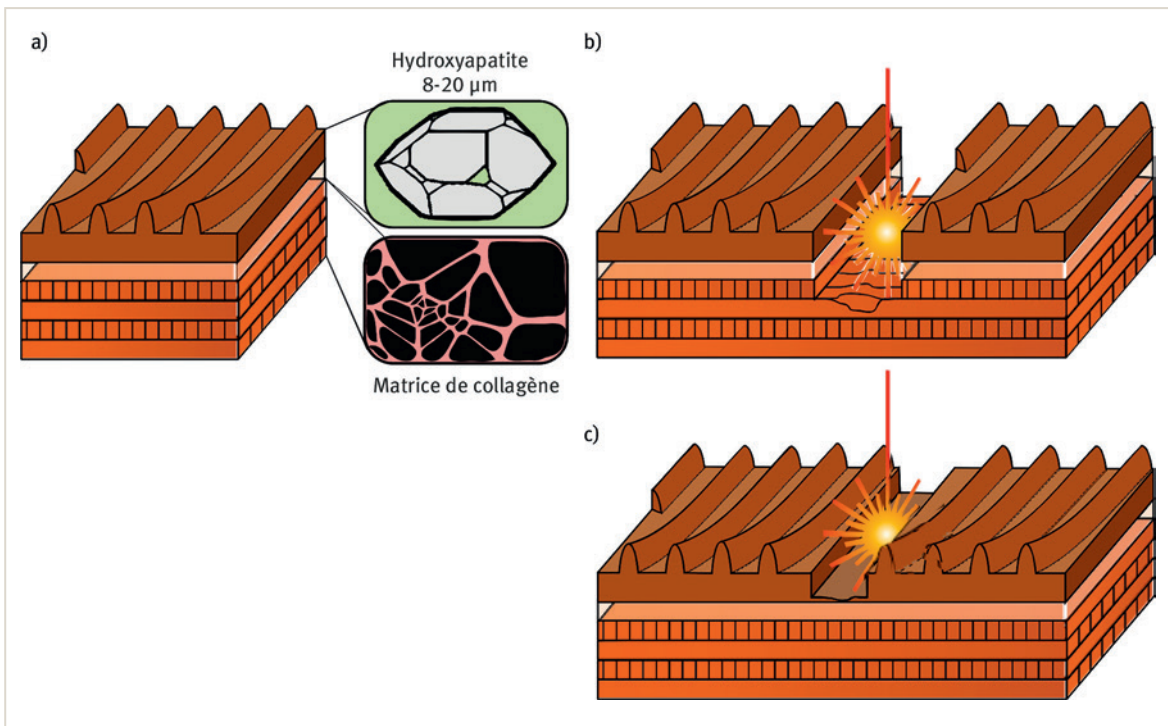 a)
Hydroxyapatite
8-20 µm
Matrice de collagène
b)
c)